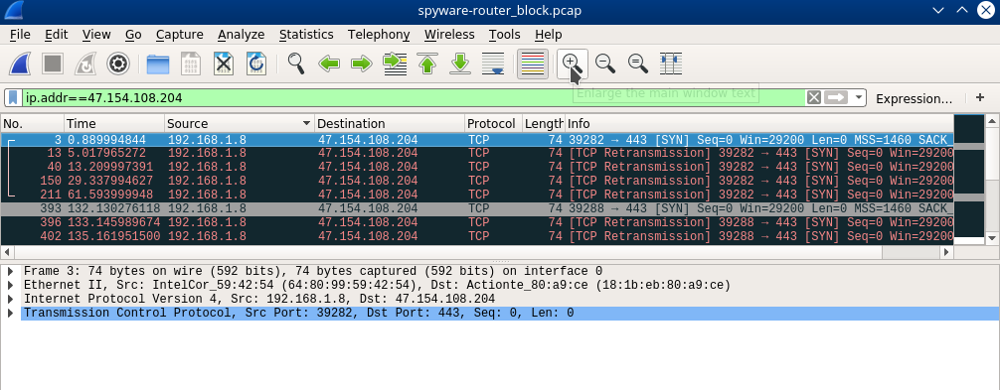 spyware-router_block.pcap
File Edit View Go Capture Analyze Statistics Telephony Wireless Tools Help
Enlarge the main window text
ip.addr==47.154.108.204 Expression... +
No. Time Source Destination Protocol Length Info
3 0.889994844 192.168.1.8 47.154.108.204 TCP 74 39282 → 443 [SYN] Seq=0 Win=29200 Len=0 MSS=1460 SACK_
13 5.017965272 192.168.1.8 47.154.108.204 TCP 74 [TCP Retransmission] 39282 → 443 [SYN] Seq=0 Win=29200
40 13.209997391 192.168.1.8 47.154.108.204 TCP 74 [TCP Retransmission] 39282 → 443 [SYN] Seq=0 Win=29200
150 29.337994627 192.168.1.8 47.154.108.204 TCP 74 [TCP Retransmission] 39282 → 443 [SYN] Seq=0 Win=29200
211 61.593999948 192.168.1.8 47.154.108.204 TCP 74 [TCP Retransmission] 39282 → 443 [SYN] Seq=0 Win=29200
393 132.130276118 192.168.1.8 47.154.108.204 TCP 74 39288 → 443 [SYN] Seq=0 Win=29200 Len=0 MSS=1460 SACK_
396 133.145989674 192.168.1.8 47.154.108.204 TCP 74 [TCP Retransmission] 39288 → 443 [SYN] Seq=0 Win=29200
402 135.161951500 192.168.1.8 47.154.108.204 TCP 74 [TCP Retransmission] 39288 → 443 [SYN] Seq=0 Win=29200
Frame 3: 74 bytes on wire (592 bits), 74 bytes captured (592 bits) on interface 0
Ethernet II, Src: IntelCor_59:42:54 (64:80:99:59:42:54), Dst: Actionte_80:a9:ce (18:1b:eb:80:a9:ce)
Internet Protocol Version 4, Src: 192.168.1.8, Dst: 47.154.108.204
Transmission Control Protocol, Src Port: 39282, Dst Port: 443, Seq: 0, Len: 0